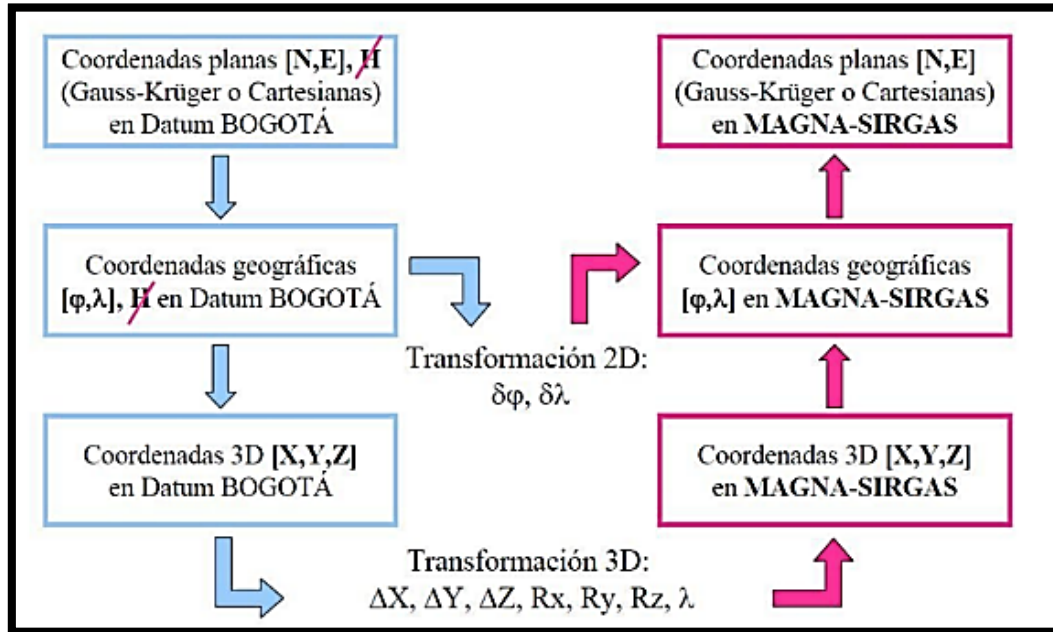 Coordenadas planas [N,E], H
(Gauss-Krüger o Cartesianas)
en Datum BOGOTÁ
Coordenadas geográficas
[φ,λ], H en Datum BOGOTÁ
Coordenadas 3D [X,Y,Z]
en Datum BOGOTÁ
Transformación 2D:
δφ, δλ
Transformación 3D:
ΔX, ΔY, ΔZ, Rx, Ry, Rz, λ
Coordenadas planas [N,E]
(Gauss-Krüger o Cartesianas)
en MAGNA-SIRGAS
Coordenadas geográficas
[φ,λ] en MAGNA-SIRGAS
Coordenadas 3D [X,Y,Z]
en MAGNA-SIRGAS